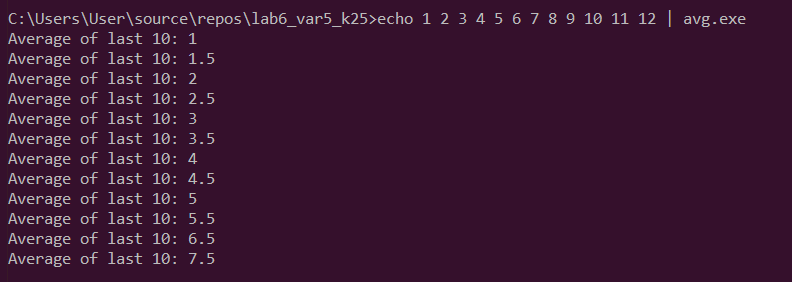 C:\Users\User\source\repos\lab6_var5_k25>echo 1 2 3 4 5 6 7 8 9 10 11 12 | avg.exe
Average of last 10: 1
Average of last 10: 1.5
Average of last 10: 2
Average of last 10: 2.5
Average of last 10: 3
Average of last 10: 3.5
Average of last 10: 4
Average of last 10: 4.5
Average of last 10: 5
Average of last 10: 5.5
Average of last 10: 6.5
Average of last 10: 7.5